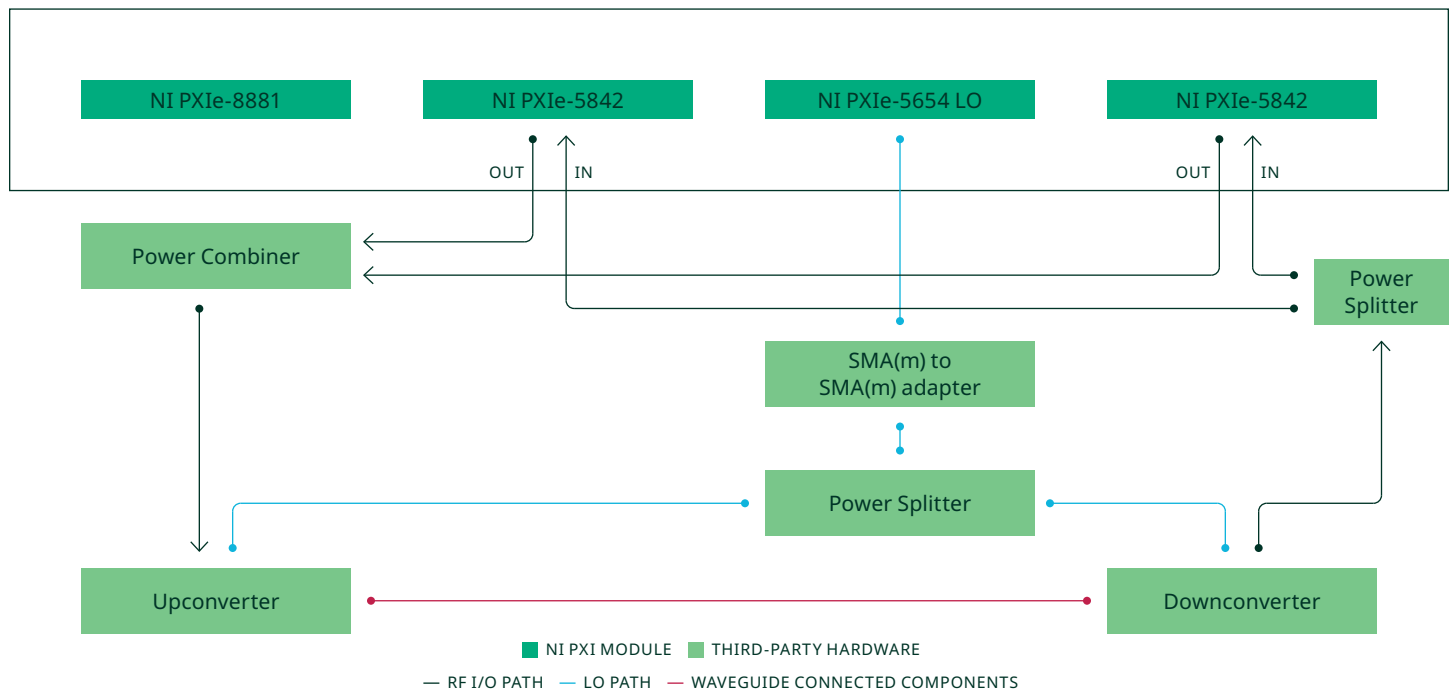 NI PXIe-8881
NI PXIe-5842
NI PXIe-5654 LO
NI PXIe-5842
OUT
IN
OUT
IN
Power Combiner
Power
Splitter
SMA(m) to
SMA(m) adapter
Power Splitter
Upconverter
Downconverter
NI PXI MODULE
THIRD-PARTY HARDWARE
RF I/O PATH
LO PATH
WAVEGUIDE CONNECTED COMPONENTS